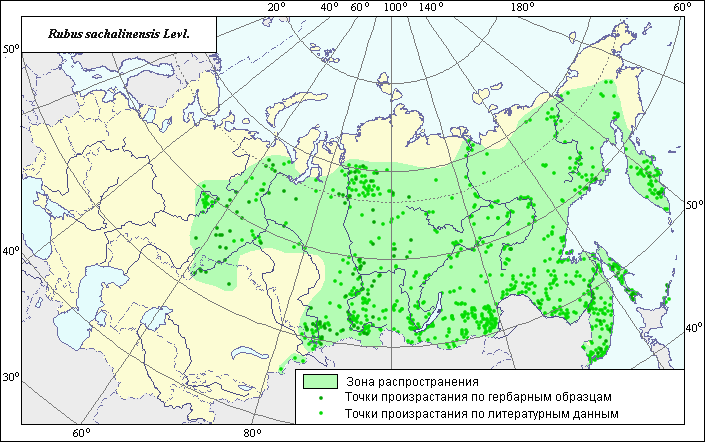 Rubus sachalinensis Levl.
20° 40° 60° 100° 140° 180° 60°
50°
40°
30°
50°
40°
60° 80°
Зона распространения
Точки произрастания по гербарным образцам
Точки произрастания по литературным данным